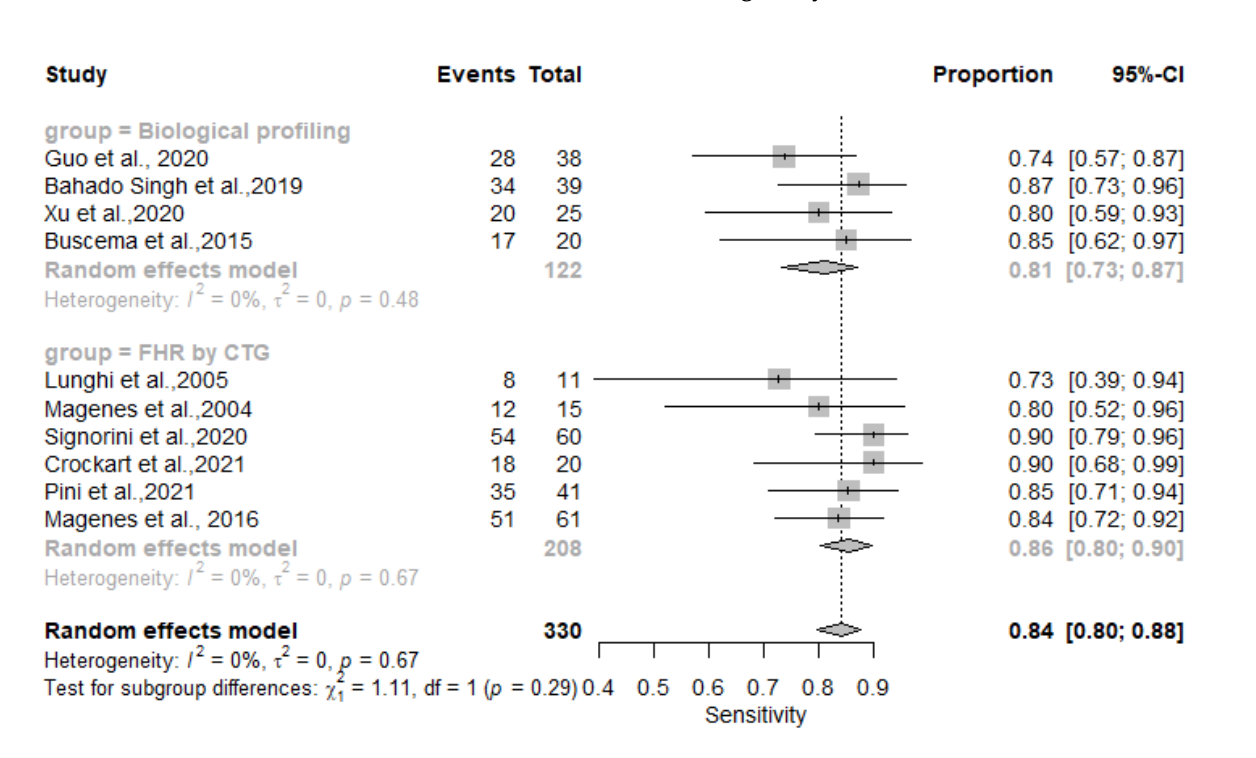 Study Events Total Proportion 95%-CI
group = Biological profiling
Guo et al., 2020 28 38 0.74 [0.57; 0.87]
Bahado Singh et al.,2019 34 39 0.87 [0.73; 0.96]
Xu et al.,2020 20 25 0.80 [0.59; 0.93]
Buscema et al.,2015 17 20 0.85 [0.62; 0.97]
Random effects model 122 0.81 [0.73; 0.87]
Heterogeneity: I² = 0%, τ² = 0, p = 0.48
group = FHR by CTG
Lunghi et al.,2005 8 11 0.73 [0.39; 0.94]
Magenes et al.,2004 12 15 0.80 [0.52; 0.96]
Signorini et al.,2020 54 60 0.90 [0.79; 0.96]
Crockart et al.,2021 18 20 0.90 [0.68; 0.99]
Pini et al.,2021 35 41 0.85 [0.71; 0.94]
Magenes et al., 2016 51 61 0.84 [0.72; 0.92]
Random effects model 208 0.86 [0.80; 0.90]
Heterogeneity: I² = 0%, τ² = 0, p = 0.67
Random effects model 330 0.84 [0.80; 0.88]
Heterogeneity: I² = 0%, τ² = 0, p = 0.67
Test for subgroup differences: χ²₁ = 1.11, df = 1 (p = 0.29) 0.4 0.5 0.6 0.7 0.8 0.9
Sensitivity